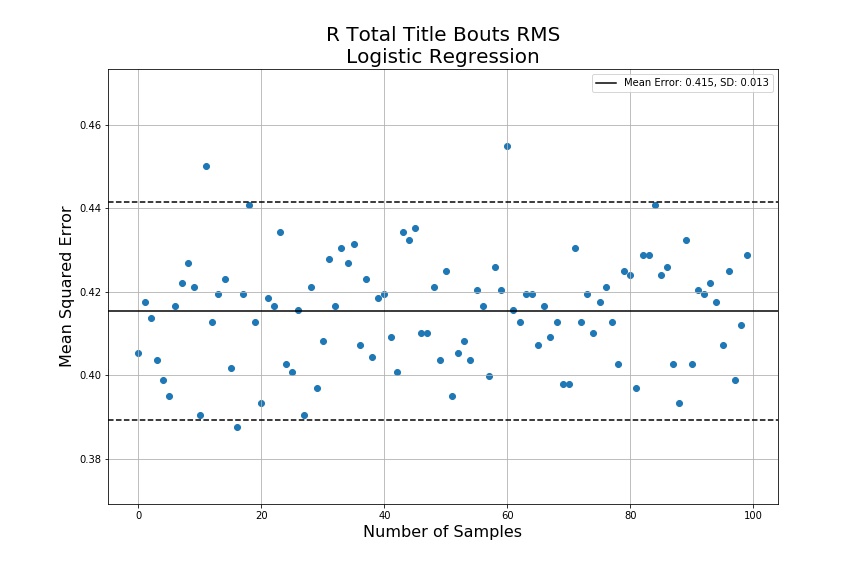 R Total Title Bouts RMS
Logistic Regression
Mean Error: 0.415, SD: 0.013
Mean Squared Error
0.46
0.44
0.42
0.40
0.38
0
20
40
60
80
100
Number of Samples